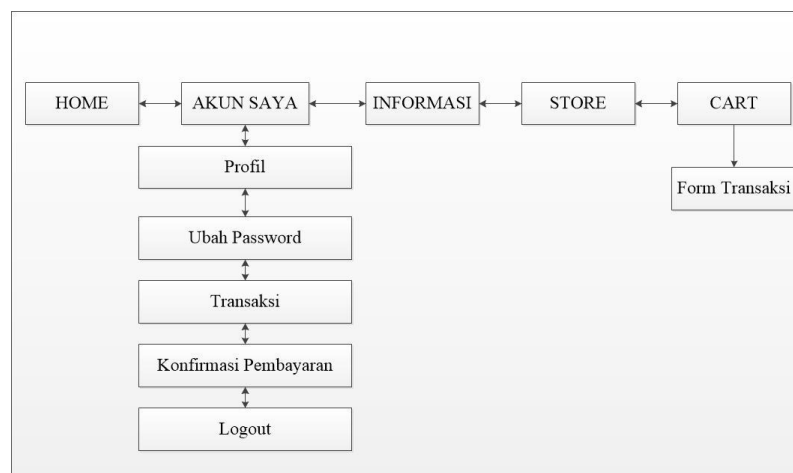 HOME
AKUN SAYA
INFORMASI
STORE
CART
Profil
Form Transaksi
Ubah Password
Transaksi
Konfirmasi Pembayaran
Logout